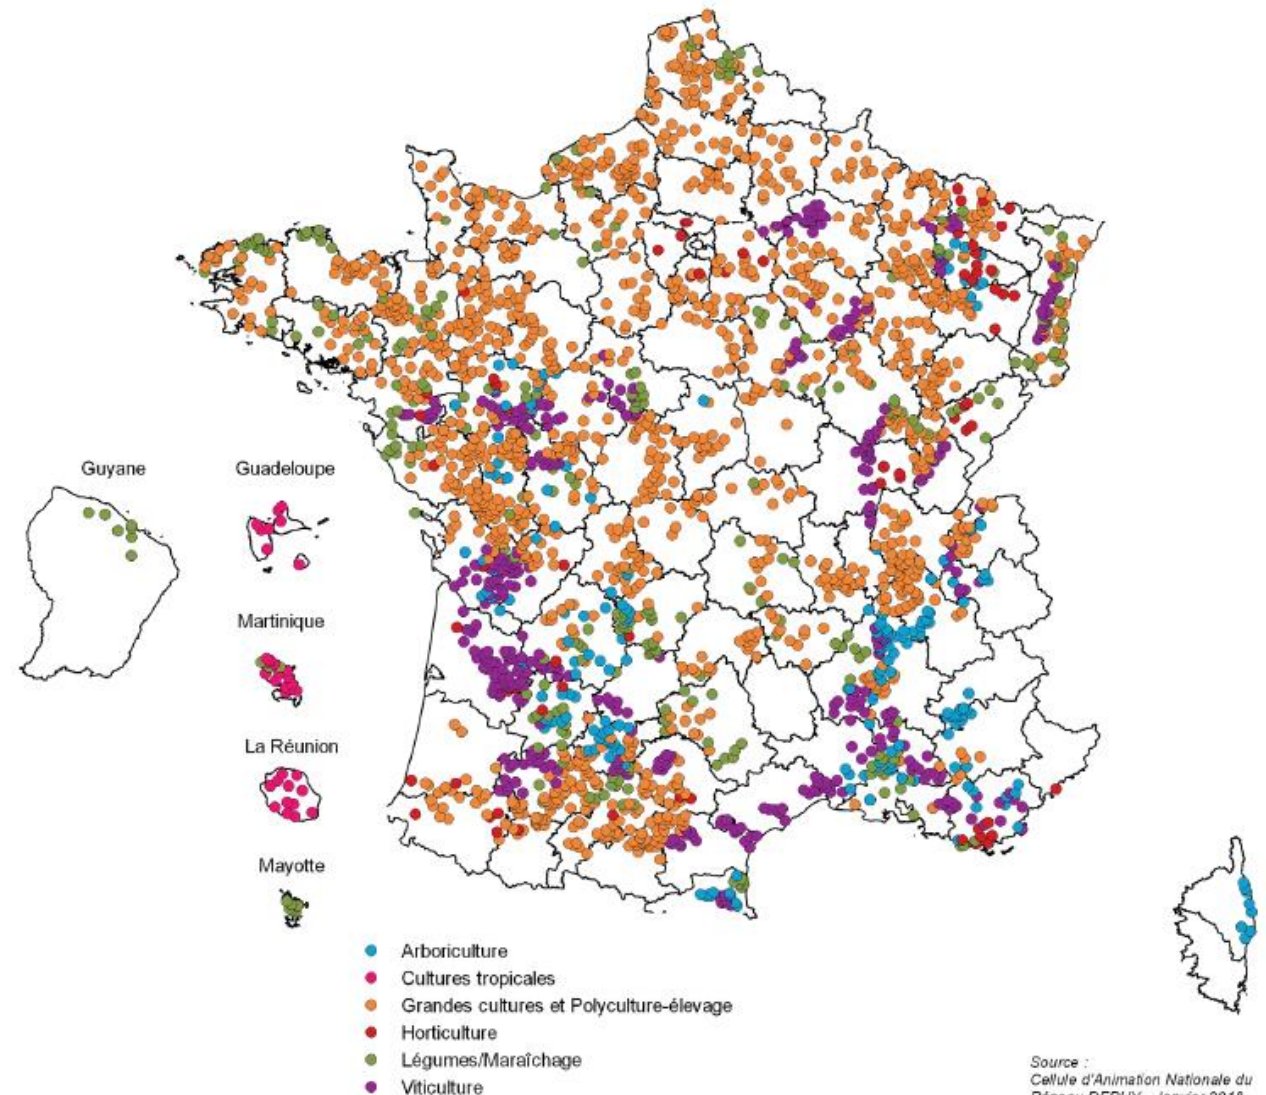 Guyane
Guadeloupe
Martinique
La Réunion
Mayotte
Arboriculture
Cultures tropicales
Grandes cultures et Polyculture-élevage
Horticulture
Légumes/Maraîchage
Viticulture
Source :
Cellule d'Animation Nationale du